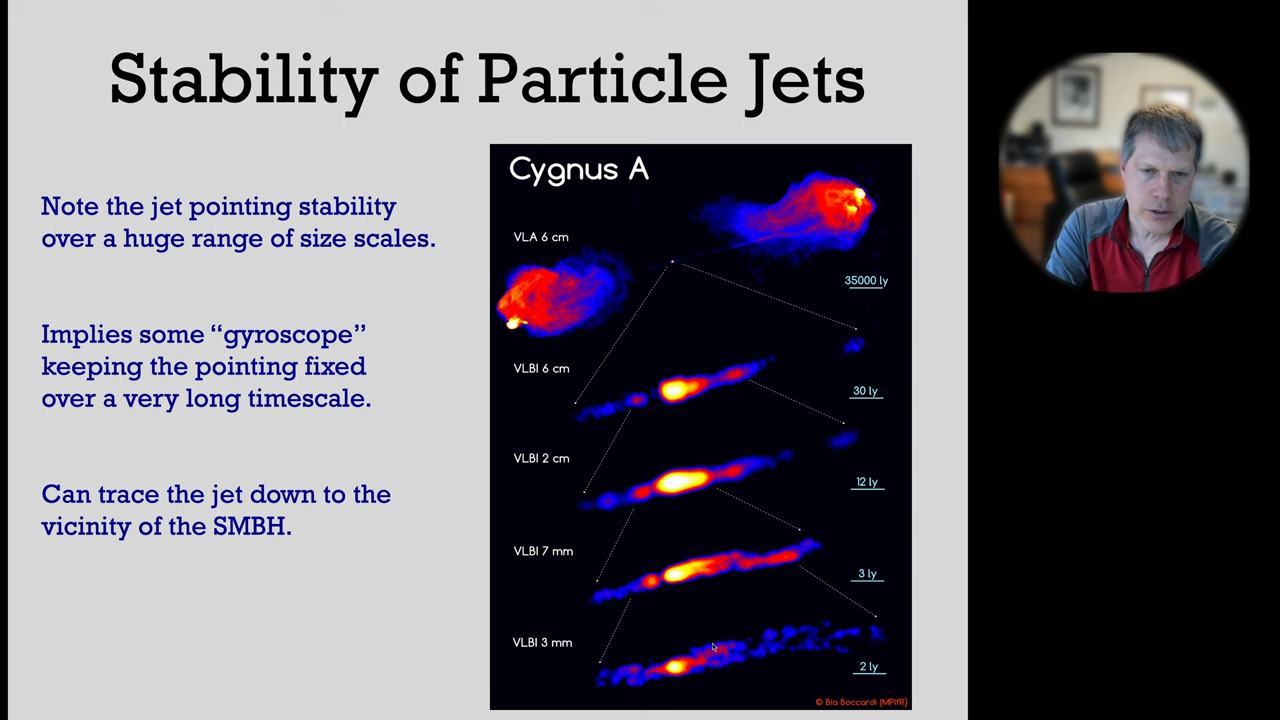 Stability of Particle Jets
Note the jet pointing stability
over a huge range of size scales.
Implies some “gyroscope”
keeping the pointing fixed
over a very long timescale.
Can trace the jet down to the
vicinity of the SMBH.
Cygnus A
VLA 6 cm
35000 ly
VLBI 6 cm
30 ly
VLBI 2 cm
12 ly
VLBI 7 mm
3 ly
VLBI 3 mm
2 ly
© Bia Boccardi (MPIfR)